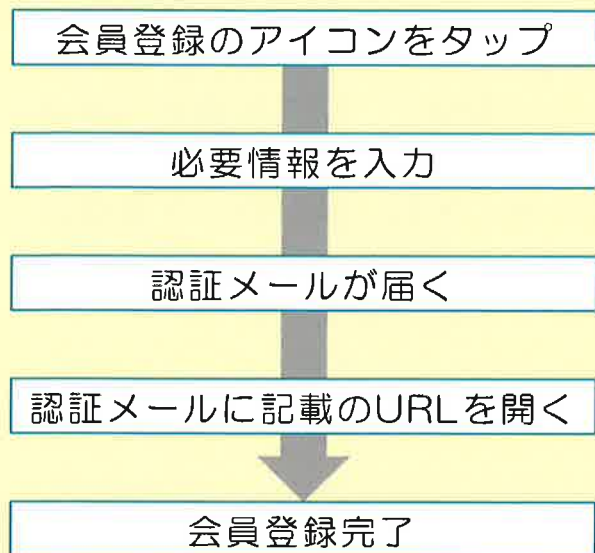 会員登録のアイコンをタップ
必要情報を入力
認証メールが届く
認証メールに記載のURLを開く
会員登録完了